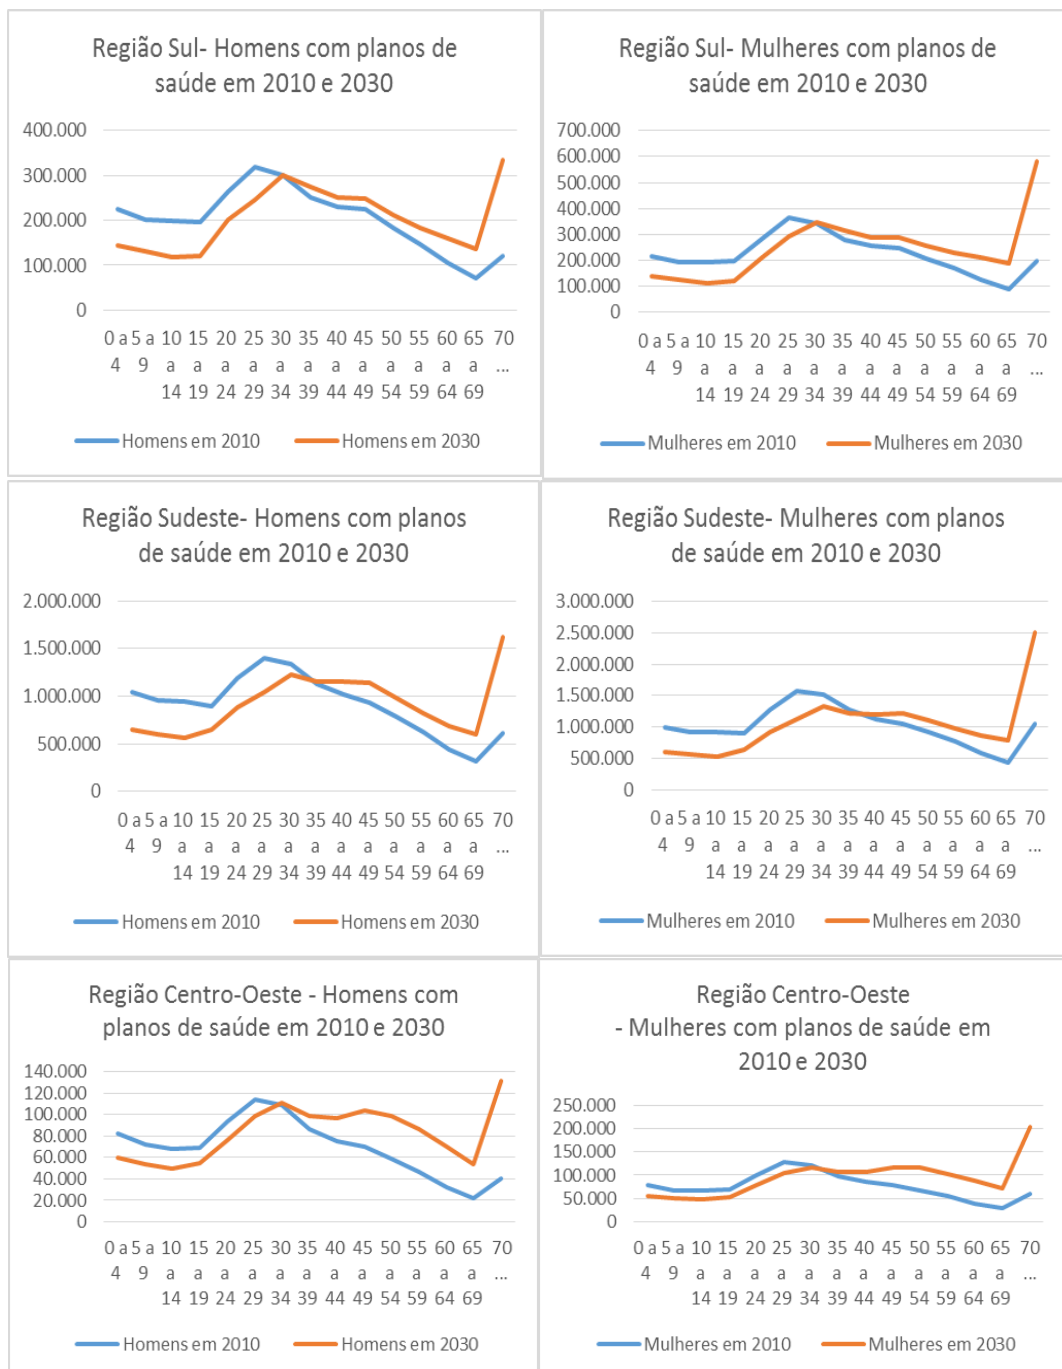 Região Sul- Homens com planos de
saúde em 2010 e 2030
400.000
300.000
200.000
100.000
0
0 a 5 a 10 15 20 25 30 35 40 45 50 55 60 65 70
4 9 a a a a a a a a a a a a ...
14 19 24 29 34 39 44 49 54 59 64 69
Homens em 2010 Homens em 2030
Região Sul- Mulheres com planos de
saúde em 2010 e 2030
700.000
600.000
500.000
400.000
300.000
200.000
100.000
0
0 a 5 a 10 15 20 25 30 35 40 45 50 55 60 65 70
4 9 a a a a a a a a a a a a ...
14 19 24 29 34 39 44 49 54 59 64 69
Mulheres em 2010 Mulheres em 2030
Região Sudeste- Homens com planos
de saúde em 2010 e 2030
2.000.000
1.500.000
1.000.000
500.000
0
0 a 5 a 10 15 20 25 30 35 40 45 50 55 60 65 70
4 9 a a a a a a a a a a a a ...
14 19 24 29 34 39 44 49 54 59 64 69
Homens em 2010 Homens em 2030
Região Sudeste- Mulheres com planos
de saúde em 2010 e 2030
3.000.000
2.500.000
2.000.000
1.500.000
1.000.000
500.000
0
0 a 5 a 10 15 20 25 30 35 40 45 50 55 60 65 70
4 9 a a a a a a a a a a a a ...
14 19 24 29 34 39 44 49 54 59 64 69
Mulheres em 2010 Mulheres em 2030
Região Centro-Oeste - Homens com
planos de saúde em 2010 e 2030
140.000
120.000
100.000
80.000
60.000
40.000
20.000
0
0 a 5 a 10 15 20 25 30 35 40 45 50 55 60 65 70
4 9 a a a a a a a a a a a a ...
14 19 24 29 34 39 44 49 54 59 64 69
Homens em 2010 Homens em 2030
Região Centro-Oeste
- Mulheres com planos de saúde em
2010 e 2030
250.000
200.000
150.000
100.000
50.000
0
0 a 5 a 10 15 20 25 30 35 40 45 50 55 60 65 70
4 9 a a a a a a a a a a a a ...
14 19 24 29 34 39 44 49 54 59 64 69
Mulheres em 2010 Mulheres em 2030